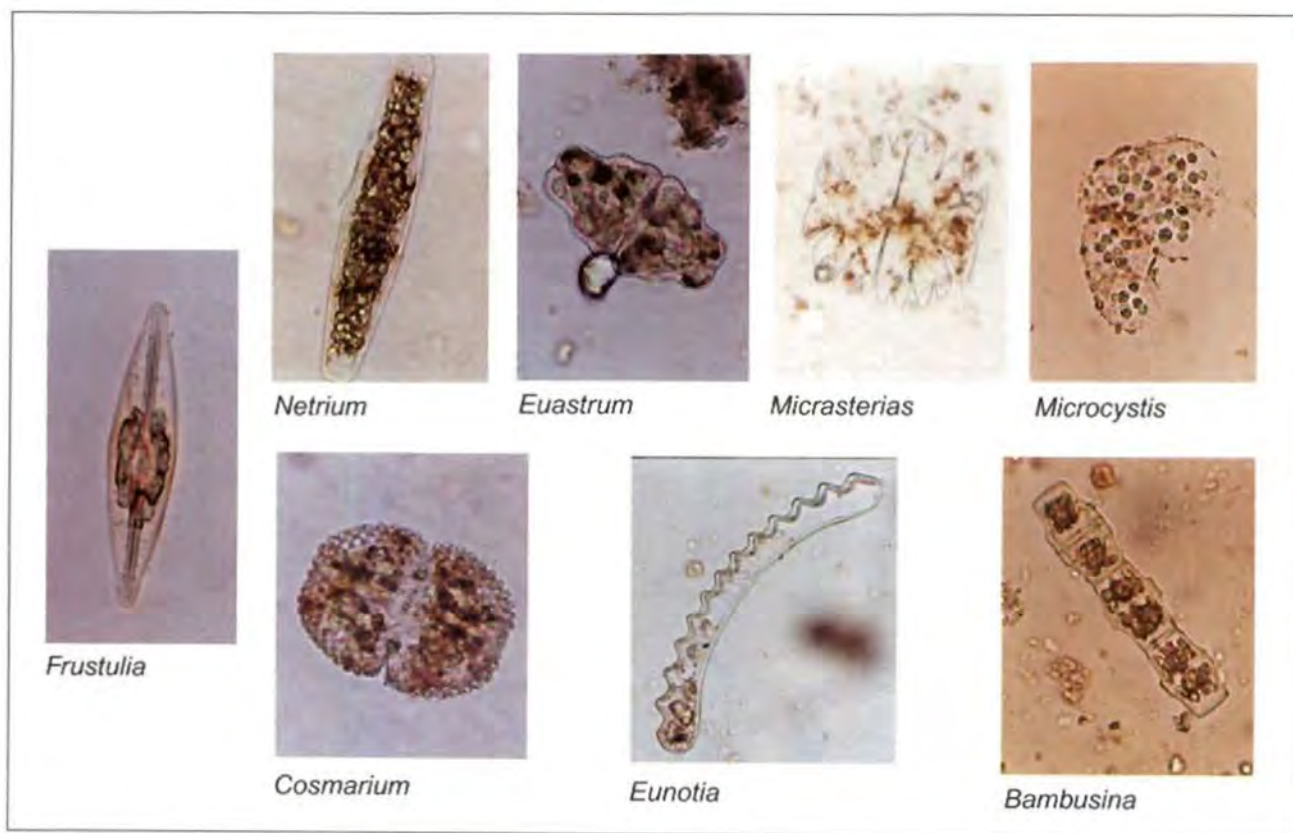 Netrium
Euastrum
Micrasterias
Microcystis
Frustulia
Cosmarium
Eunotia
Bambusina